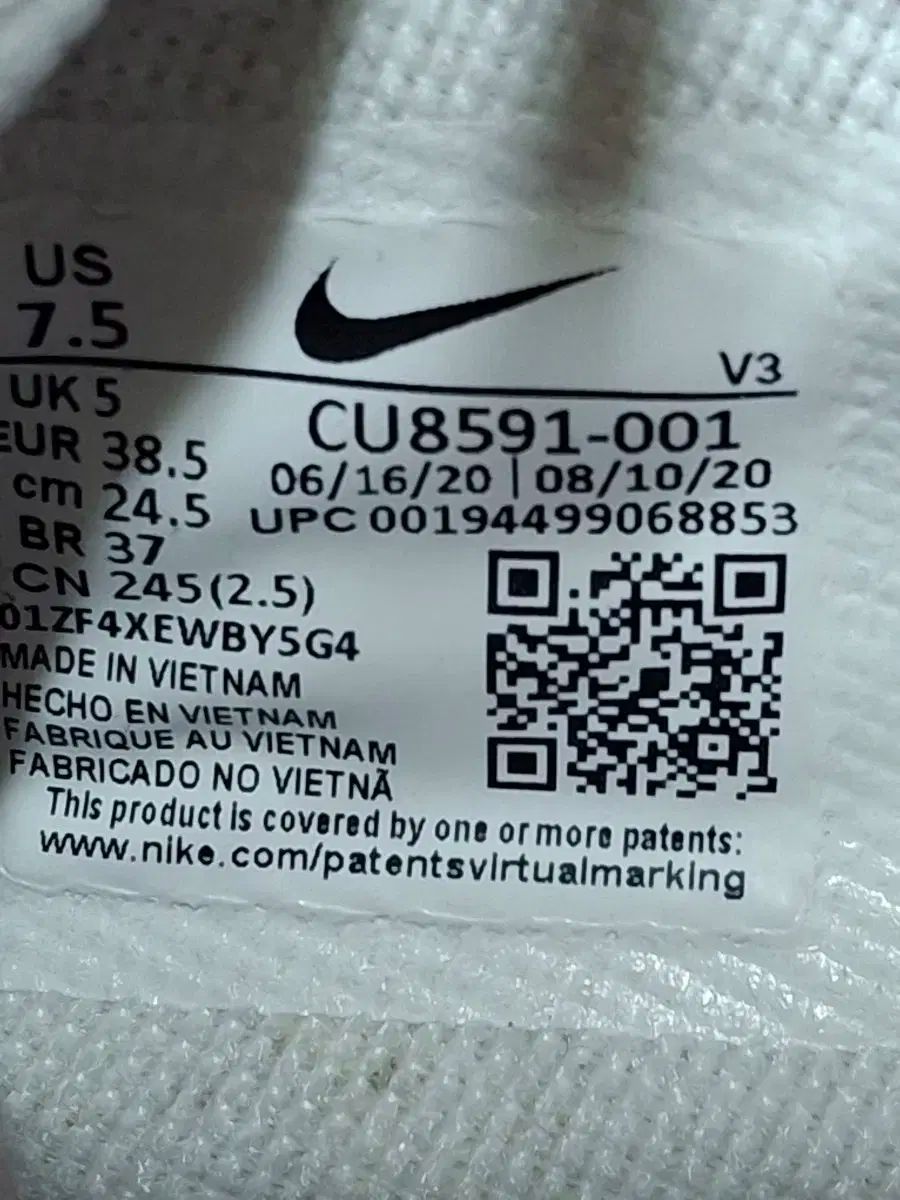 US
7.5
V3
UK 5
EUR 38.5
cm 24.5
BR 37
CN 245(2.5)
CU8591-001
06/16/20 | 08/10/20
UPC 00194499068853
01ZF4XEWBY5G4
MADE IN VIETNAM
HECHO EN VIETNAM
FABRIQUE AU VIETNAM
FABRICADO NO VIETNÃ
This product is covered by one or more patents:
www.nike.com/patentsvirtualmarking